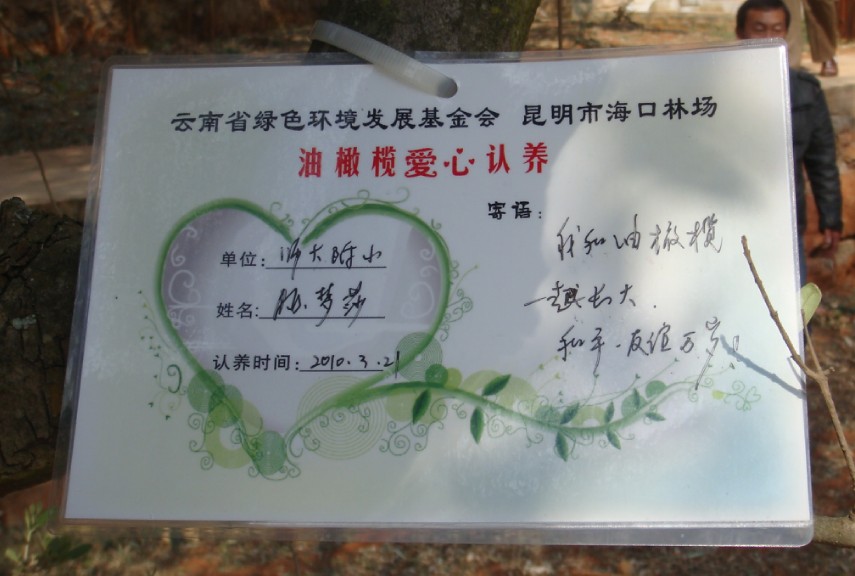 云南省绿色环境发展基金会 昆明市海口林场
油橄榄爱心认养
寄语:
我和油橄榄
一起长大.
和平.友谊万岁!
单位:师大附小
姓名:梦莎
认养时间:2010.3.21